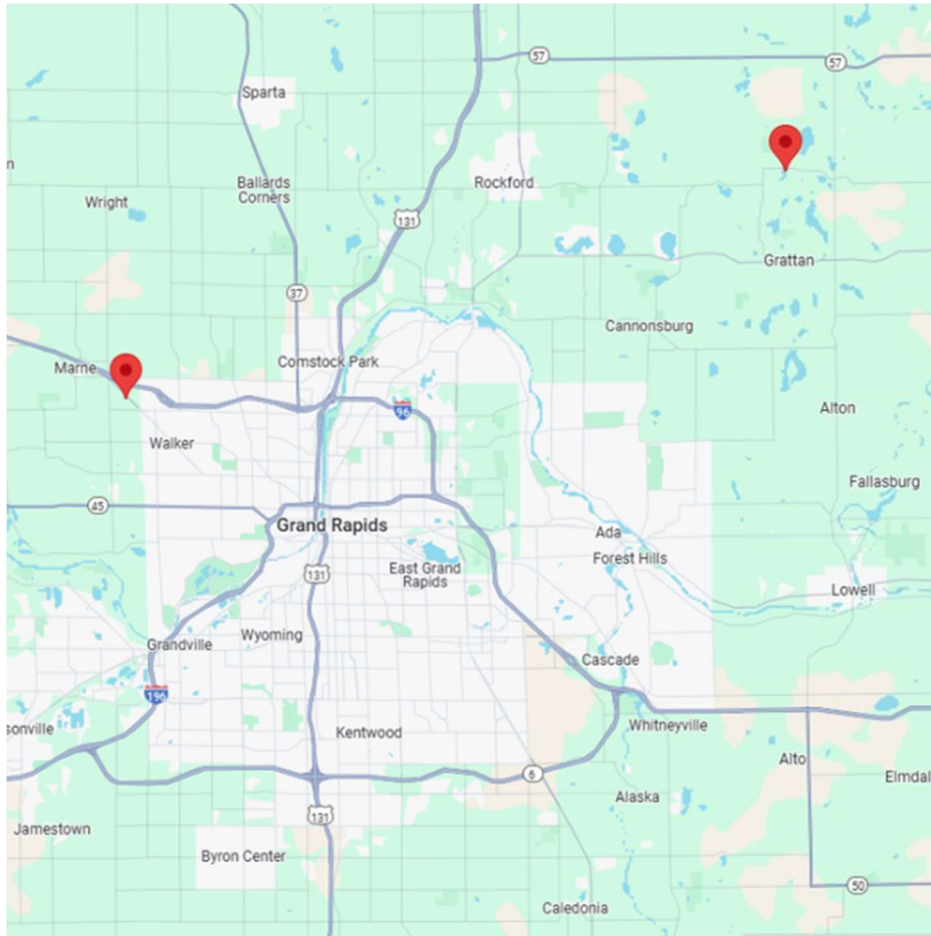 57
57
Sparta
n
Ballards
Corners
Rockford
Wright
131
Grattan
37
Cannonsburg
Comstock Park
Marne
96
Alton
Walker
Fallasburg
45
Grand Rapids
Ada
Forest Hills
131
East Grand
Rapids
Lowell
Wyoming
Grandville
Cascade
196
sonville
Whitneyville
Kentwood
Alto
6
Elmdal
Alaska
131
Jamestown
Byron Center
50
Caledonia